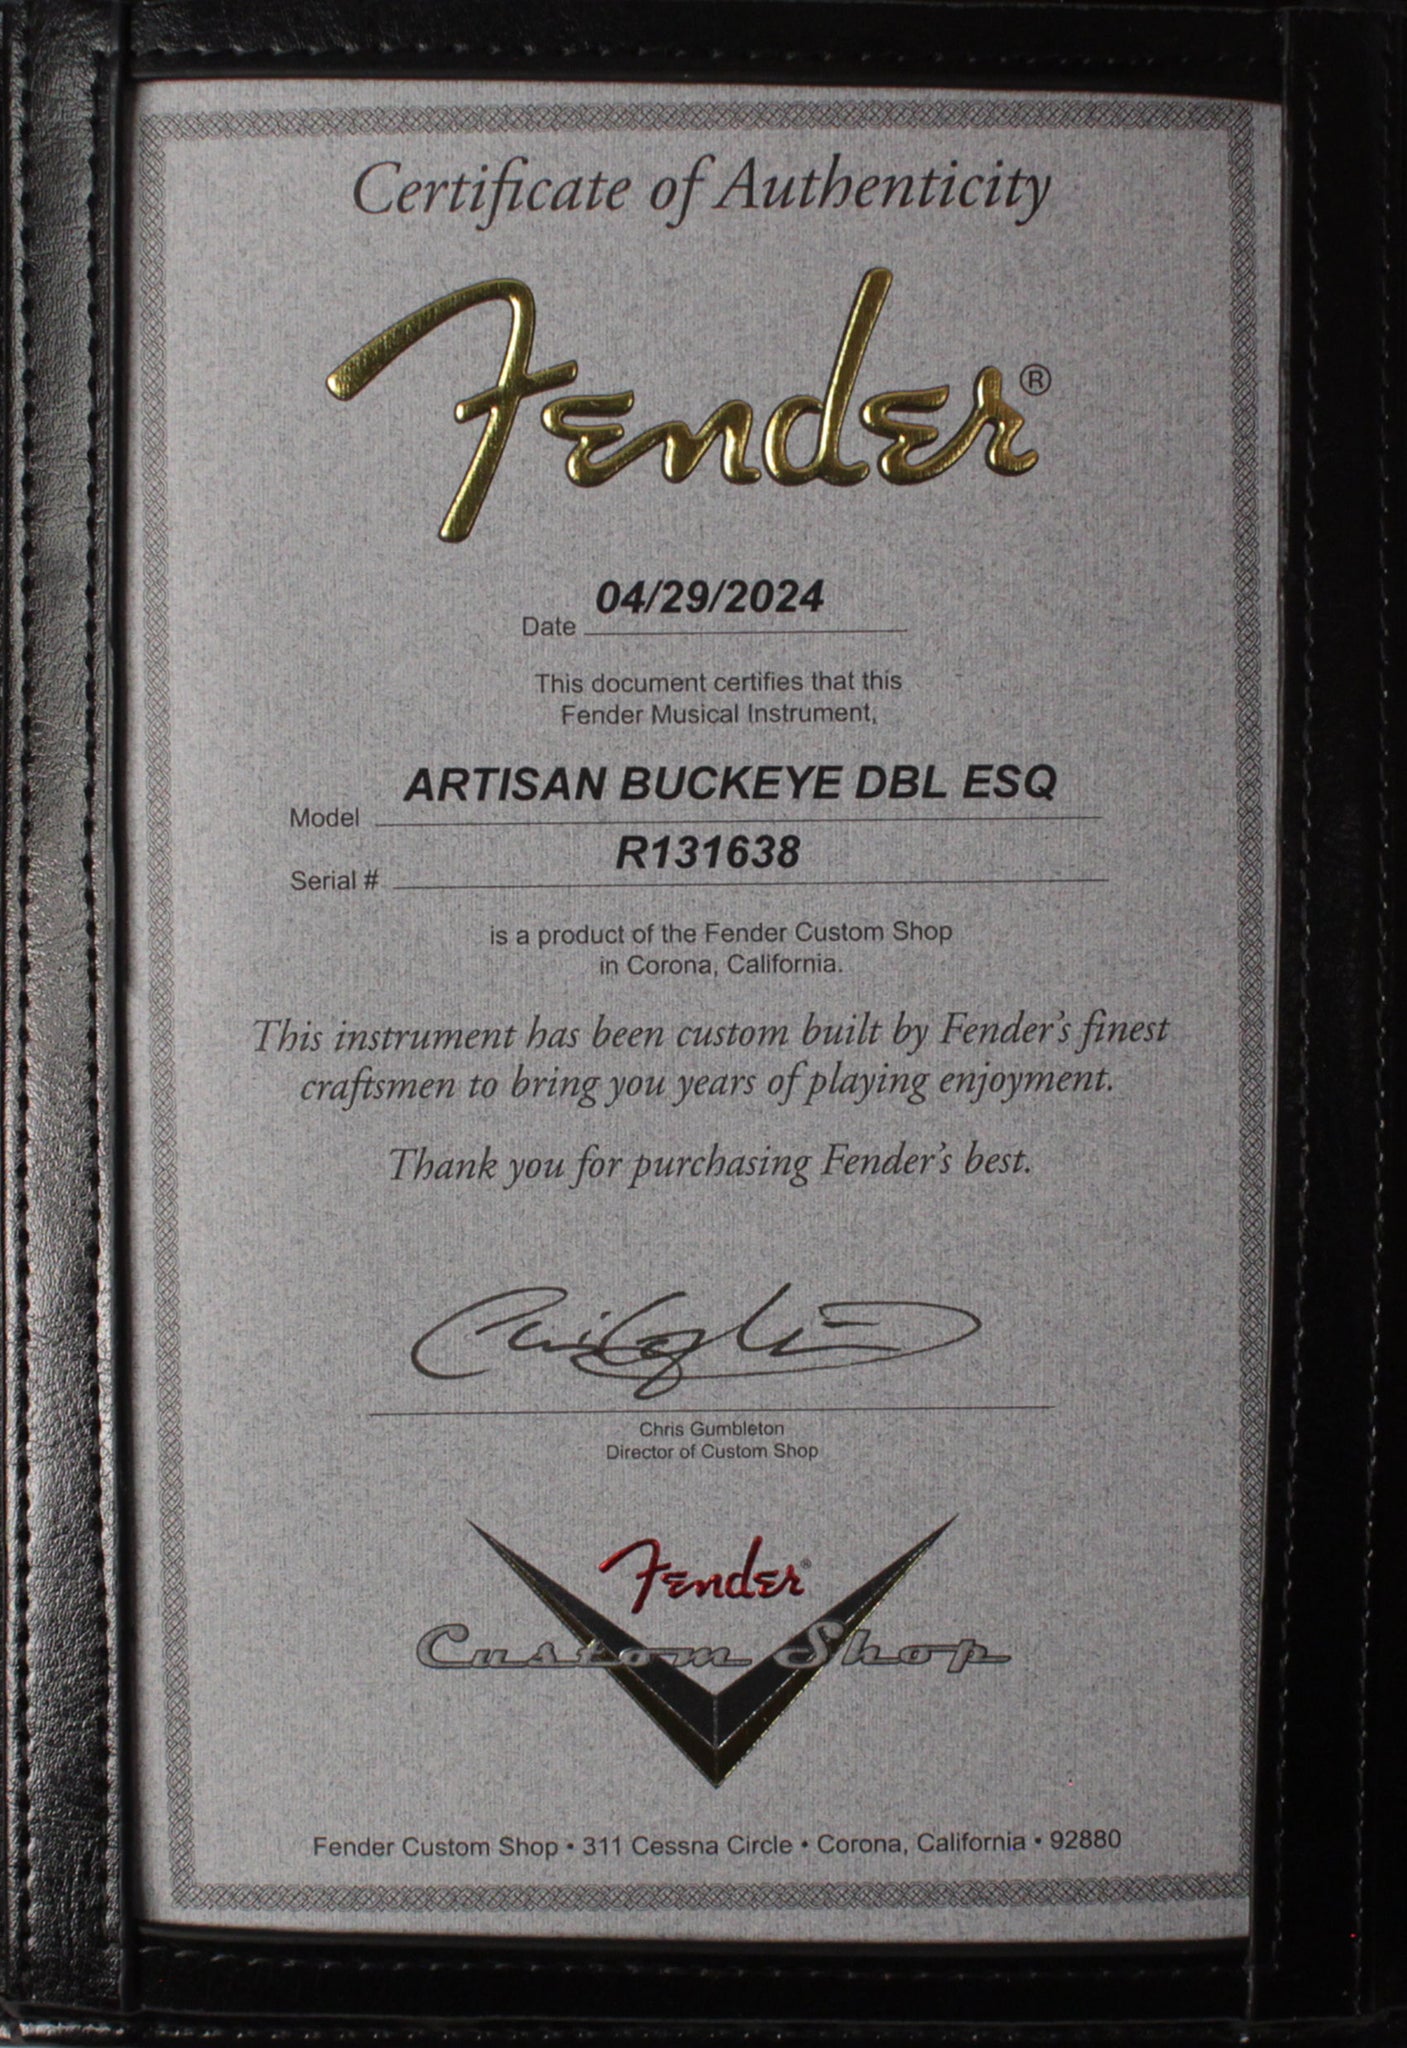 Certificate of Authenticity
Fender®
04/29/2024
Date
This document certifies that this
Fender Musical Instrument,
ARTISAN BUCKEYE DBL ESQ
Model
R131638
Serial #
is a product of the Fender Custom Shop
in Corona, California.
This instrument has been custom built by Fender's finest
craftsmen to bring you years of playing enjoyment.
Thank you for purchasing Fender's best.
Chris Gumbleton
Director of Custom Shop
Fender®
Custom Shop
Fender Custom Shop • 311 Cessna Circle • Corona, California • 92880